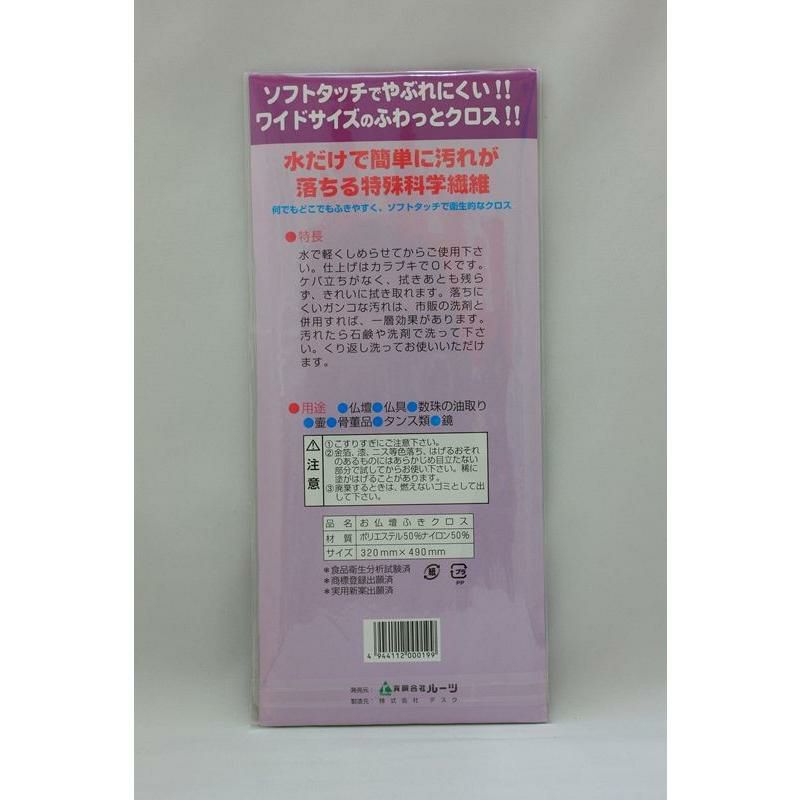 ソフトタッチでやぶれにくい!!
ワイドサイズのふわっとクロス!!
水だけで簡単に汚れが
落ちる特殊科学繊維
何でもどこでもふきやすく、ソフトタッチで衛生的なクロス
●特長
水で軽くしめらせてからご使用下さ
い。仕上げはカラブキでOKです。
ケバ立ちがなく、拭きあとも残ら
ず、きれいに拭き取れます。落ちに
くいガンコな汚れは、市販の洗剤と
併用すれば、一層効果があります。
汚れたら石鹸や洗剤で洗って下さ
い。くり返し洗ってお使いいただけ
ます。
●用途 ●仏壇●仏具●数珠の油取り
●壷●骨董品●タンス類●鏡
注意
①こすりすぎにご注意下さい。
②金箔、漆、ニス等色落ち、はげるおそれ
のあるものにはあらかじめ目立たない
部分で試してからお使い下さい。稀に
塗がはげることがあります。
③廃棄するときは、燃えないゴミとして出
して下さい。
品名 お仏壇ふきクロス
材質 ポリエステル50%ナイロン50%
サイズ 320mm×490mm
*食品衛生分析試験済
*商標登録出願済
*実用新案出願済
紙 プラ
PP
4 944112 000199
発売元: 有限会社ルーツ
製造元: 株式会社 デスク